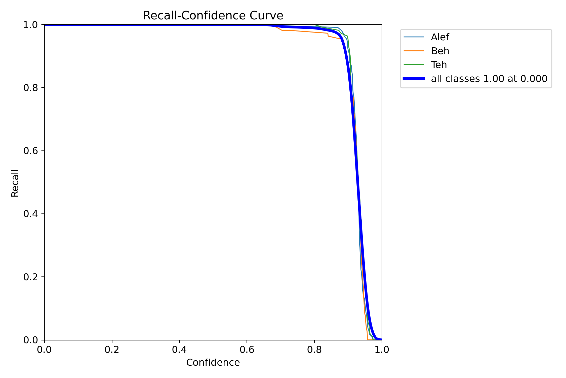 Recall-Confidence Curve
1.0
0.8
0.6
0.4
0.2
0.0
Recall
0.0 0.2 0.4 0.6 0.8 1.0
Confidence
Alef
Beh
Teh
all classes 1.00 at 0.000